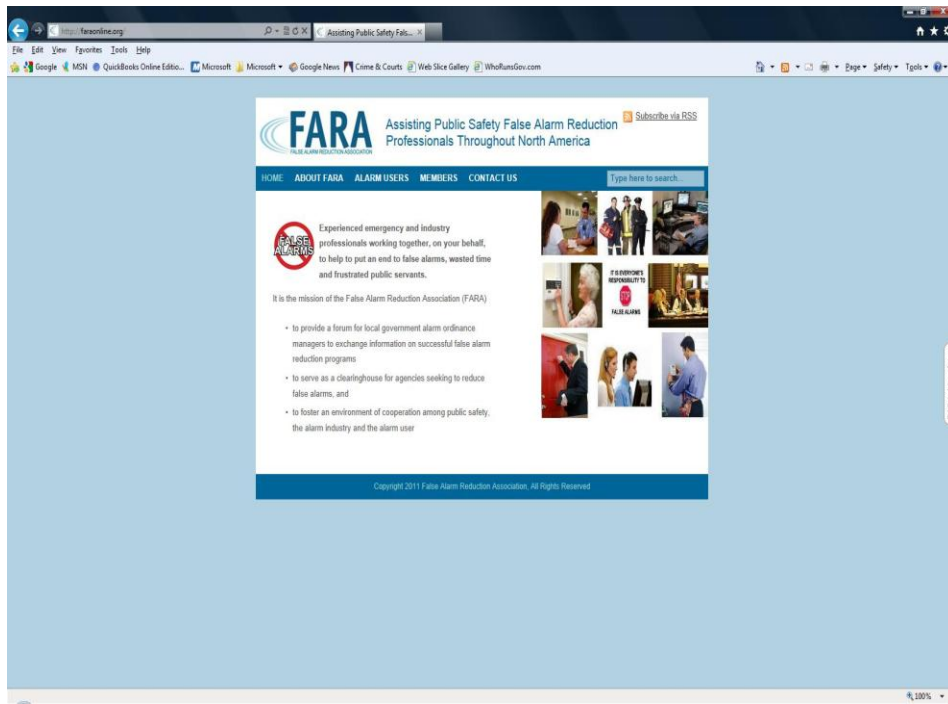 http://faraonline.org/
Assisting Public Safety Fals...
File Edit View Favorites Tools Help
Google MSN QuickBooks Online Editio... Microsoft Microsoft Google News Crime & Courts Web Slice Gallery WhoRunsGov.com
Page Safety Tools
Subscribe via RSS
FARA
FALSE ALARM REDUCTION ASSOCIATION
Assisting Public Safety False Alarm Reduction
Professionals Throughout North America
HOME ABOUT FARA ALARM USERS MEMBERS CONTACT US
Type here to search...
FALSE
ALARMS
Experienced emergency and industry
professionals working together, on your behalf,
to help to put an end to false alarms, wasted time
and frustrated public servants.
It is the mission of the False Alarm Reduction Association (FARA)
• to provide a forum for local government alarm ordinance
managers to exchange information on successful false alarm
reduction programs
• to serve as a clearinghouse for agencies seeking to reduce
false alarms, and
• to foster an environment of cooperation among public safety,
the alarm industry and the alarm user
IT IS EVERYONE'S
RESPONSIBILITY TO
STOP
FALSE ALARMS
Copyright 2011 False Alarm Reduction Association, All Rights Reserved
100%